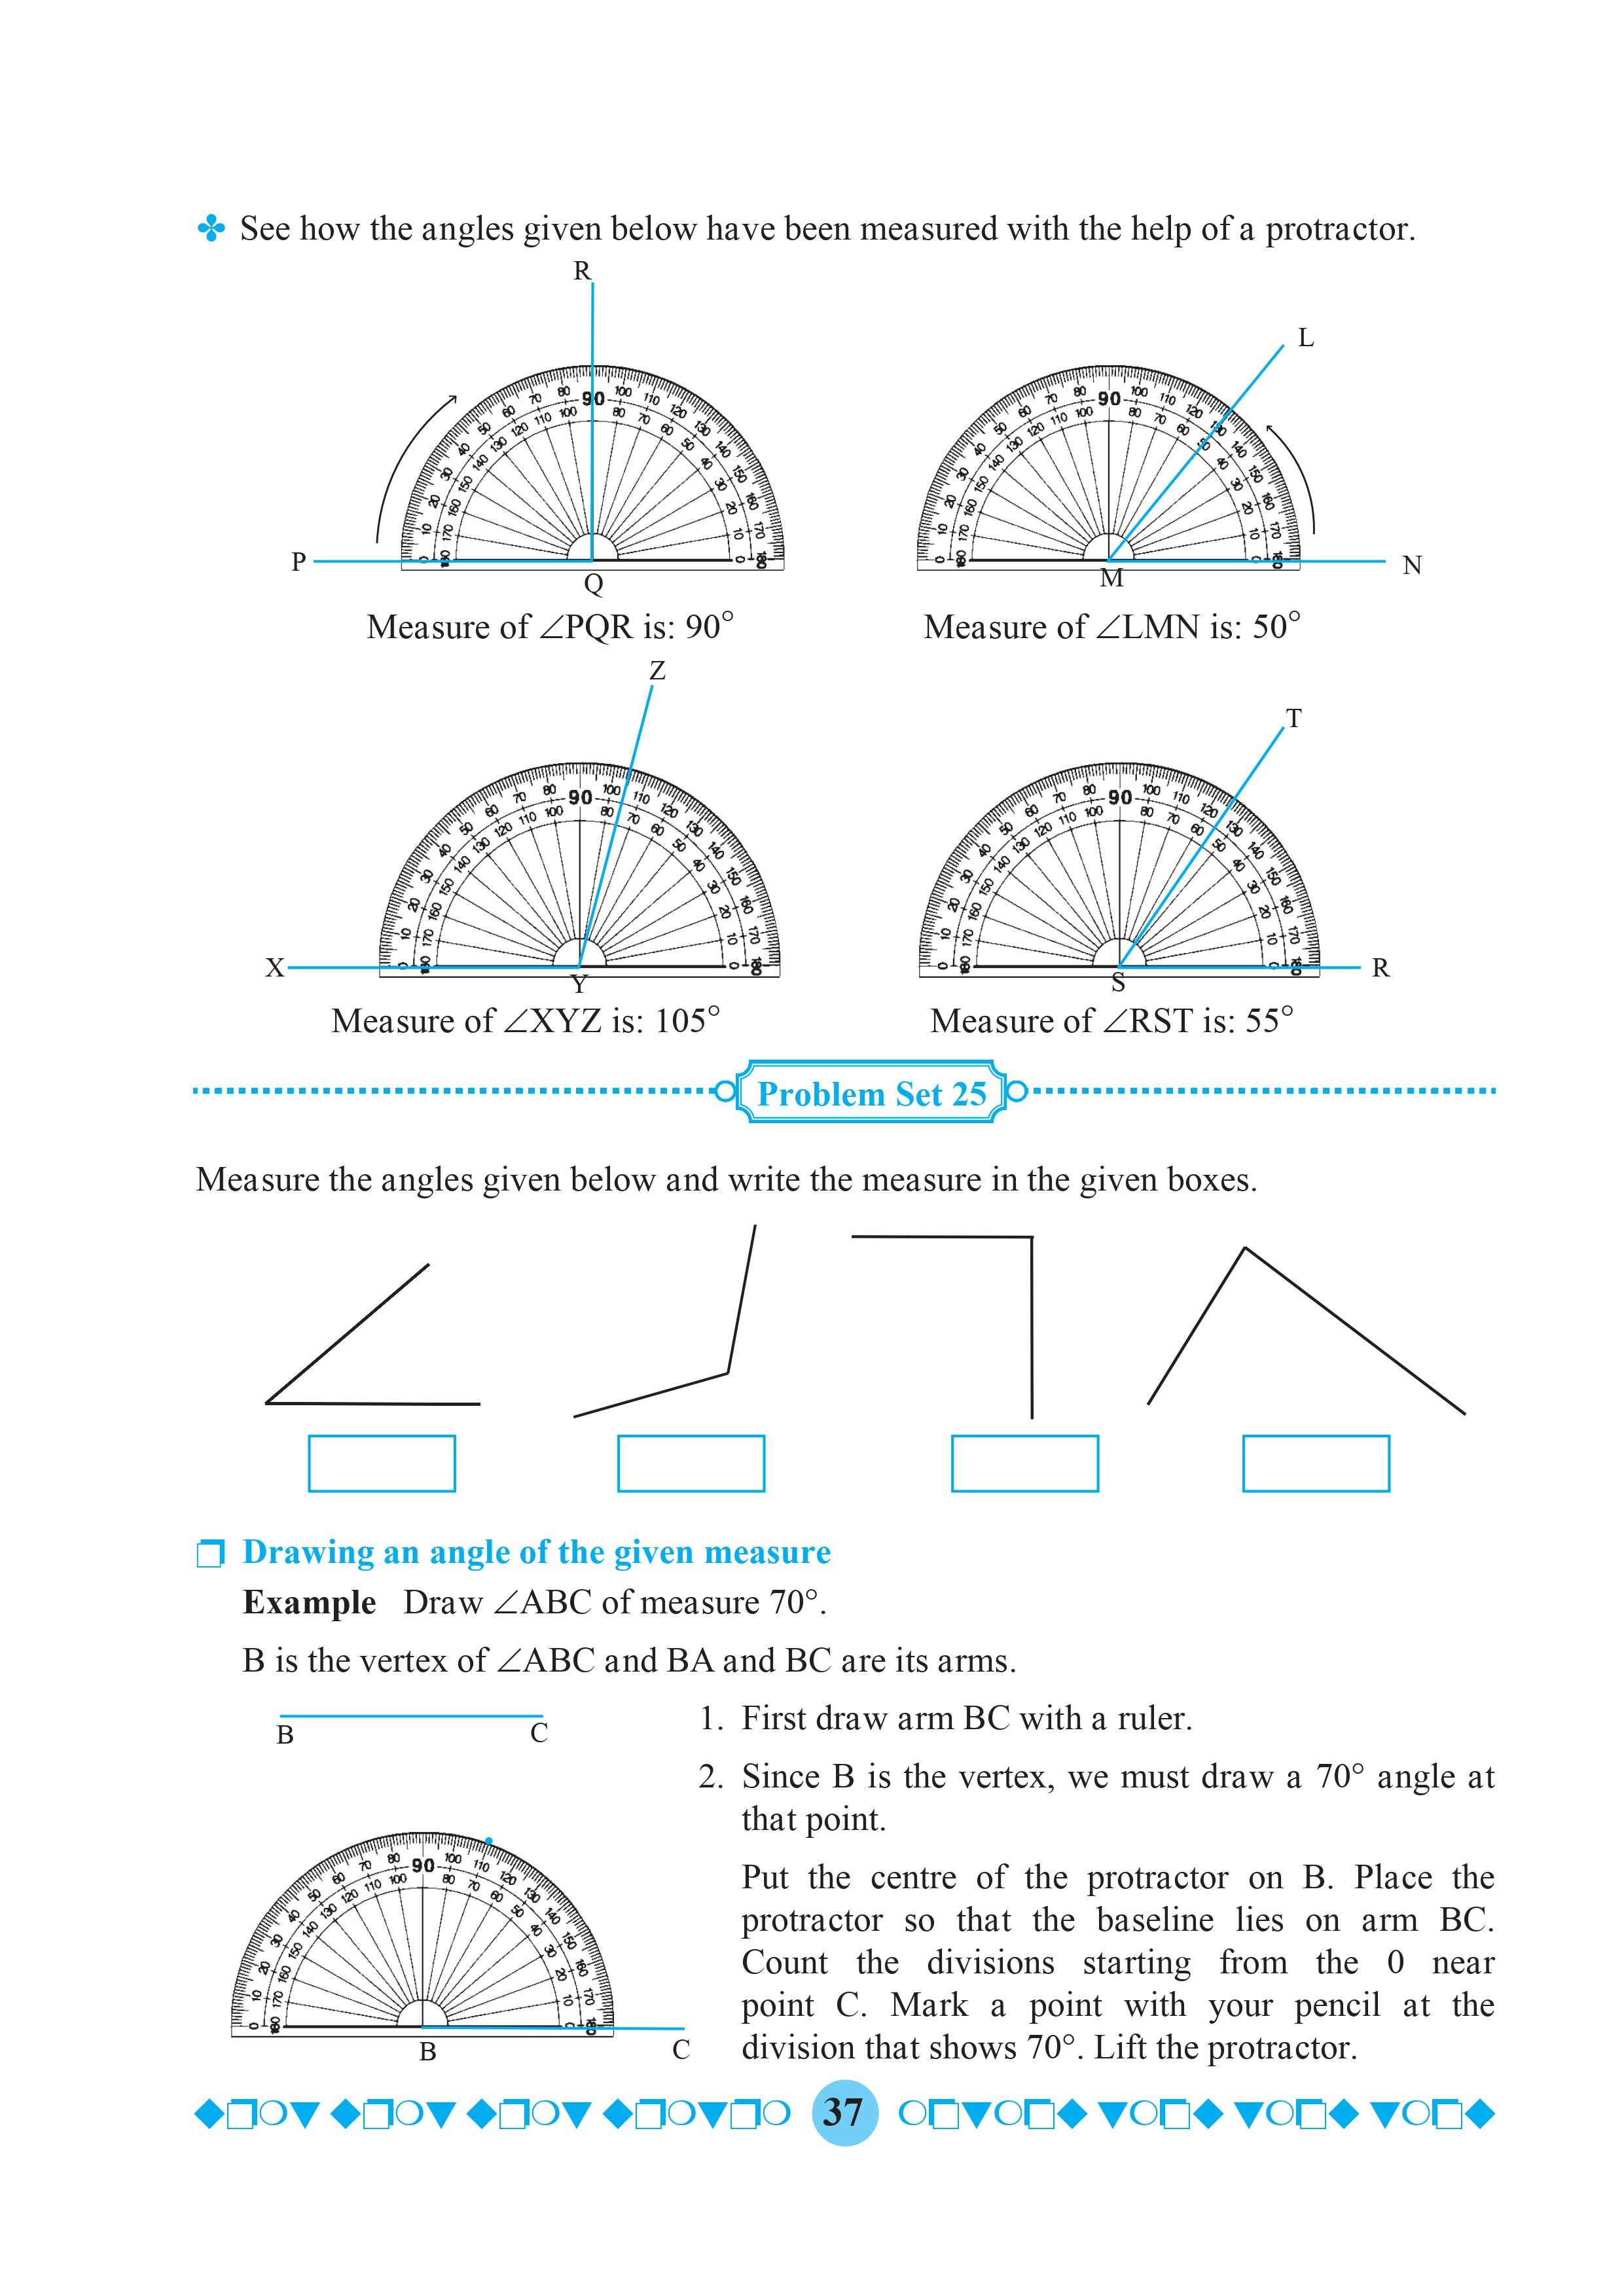 See how the angles given below have been measured with the help of a protractor.
R
P
Q
Measure of ∠PQR is: 90°
L
M
N
Measure of ∠LMN is: 50°
Z
X
Y
Measure of ∠XYZ is: 105°
T
S
R
Measure of ∠RST is: 55°
Problem Set 25
Measure the angles given below and write the measure in the given boxes.
Drawing an angle of the given measure
Example Draw ∠ABC of measure 70°.
B is the vertex of ∠ABC and BA and BC are its arms.
B C
1. First draw arm BC with a ruler.
2. Since B is the vertex, we must draw a 70° angle at
that point.
Put the centre of the protractor on B. Place the
protractor so that the baseline lies on arm BC.
Count the divisions starting from the 0 near
point C. Mark a point with your pencil at the
division that shows 70°. Lift the protractor.
B C
37